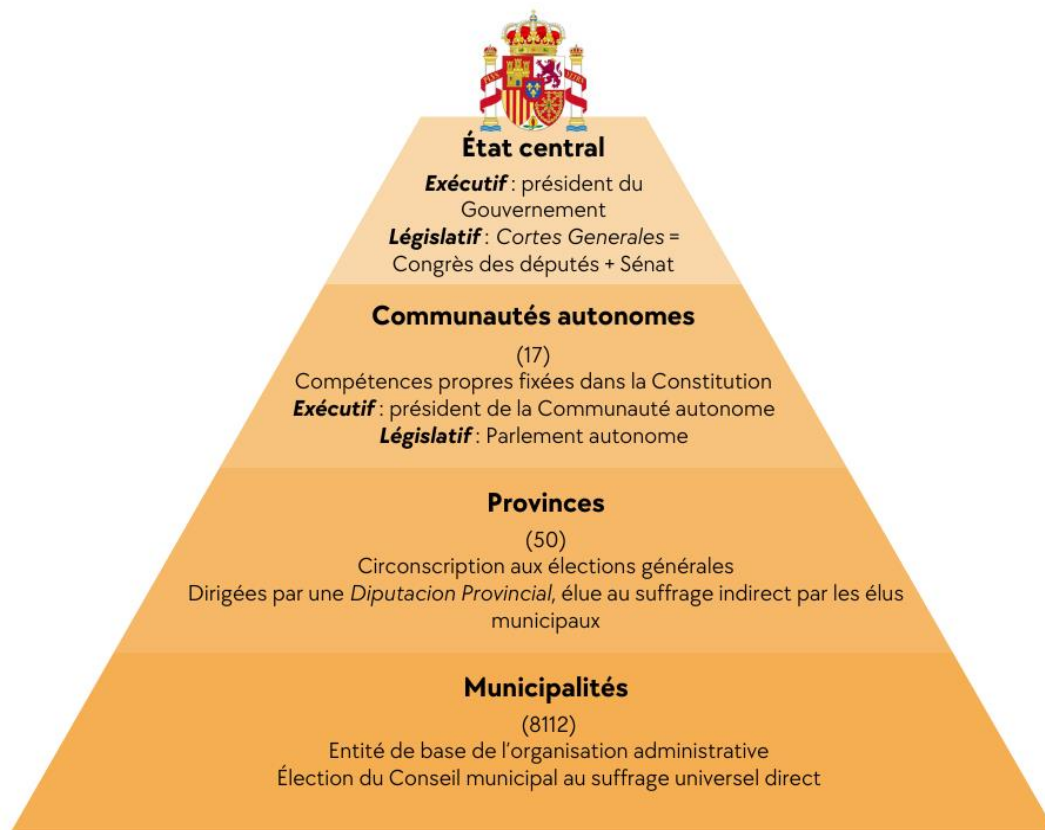 PLUS
ULTRA
État central
Exécutif : président du
Gouvernement
Législatif : Cortes Generales =
Congrès des députés + Sénat
Communautés autonomes
(17)
Compétences propres fixées dans la Constitution
Exécutif : président de la Communauté autonome
Législatif : Parlement autonome
Provinces
(50)
Circonscription aux élections générales
Dirigées par une Diputacion Provincial, élue au suffrage indirect par les élus
municipaux
Municipalités
(8112)
Entité de base de l'organisation administrative
Élection du Conseil municipal au suffrage universel direct